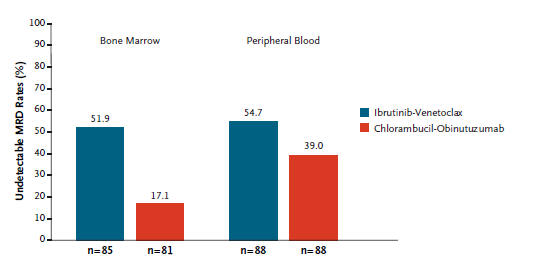 Undetectable MRD Rates (%)
100
90
80
70
60
50
40
30
20
10
0
Bone Marrow
Peripheral Blood
51.9
17.1
54.7
39.0
n=85
n=81
n=88
n=88
Ibrutinib-Venetoclax
Chlorambucil-Obinutuzumab